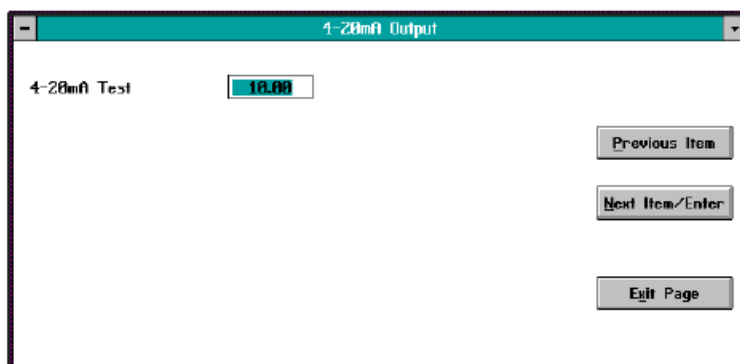 4-20mA Output
4-20mA Test 10.00
Previous Item
Next Item/Enter
Exit Page